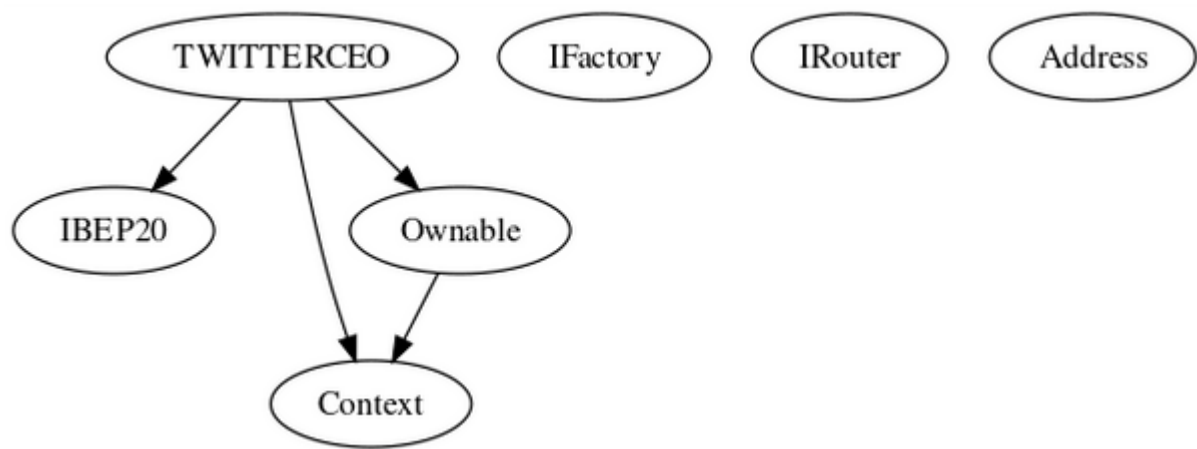 TWITTERCEO
IFactory
IRouter
Address
IBEP20
Ownable
Context